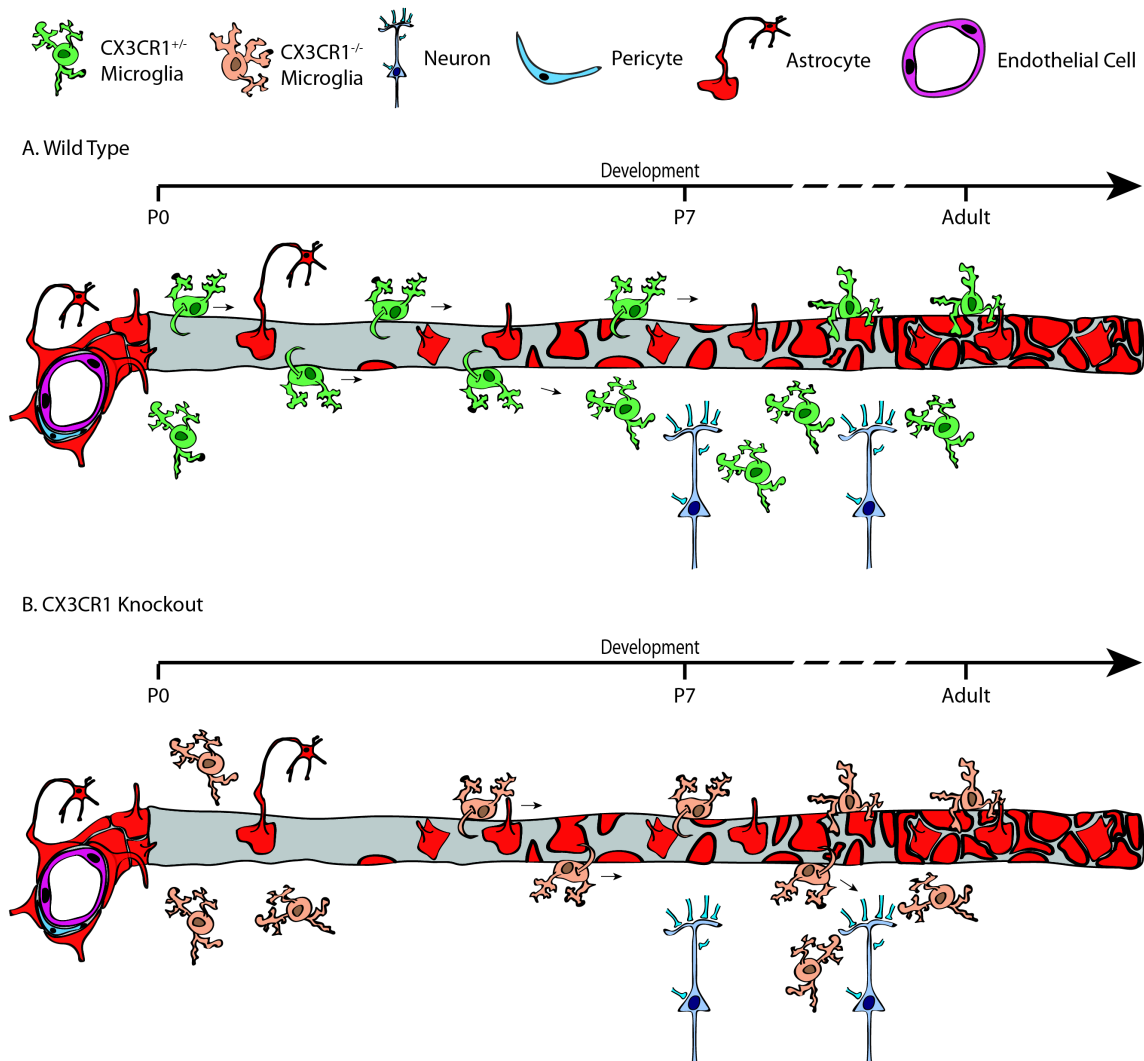 CX3CR1+/-
Microglia
CX3CR1-/-
Microglia
Neuron
Pericyte
Astrocyte
Endothelial Cell
A. Wild Type
Development
P0
P7
Adult
B. CX3CR1 Knockout
Development
P0
P7
Adult